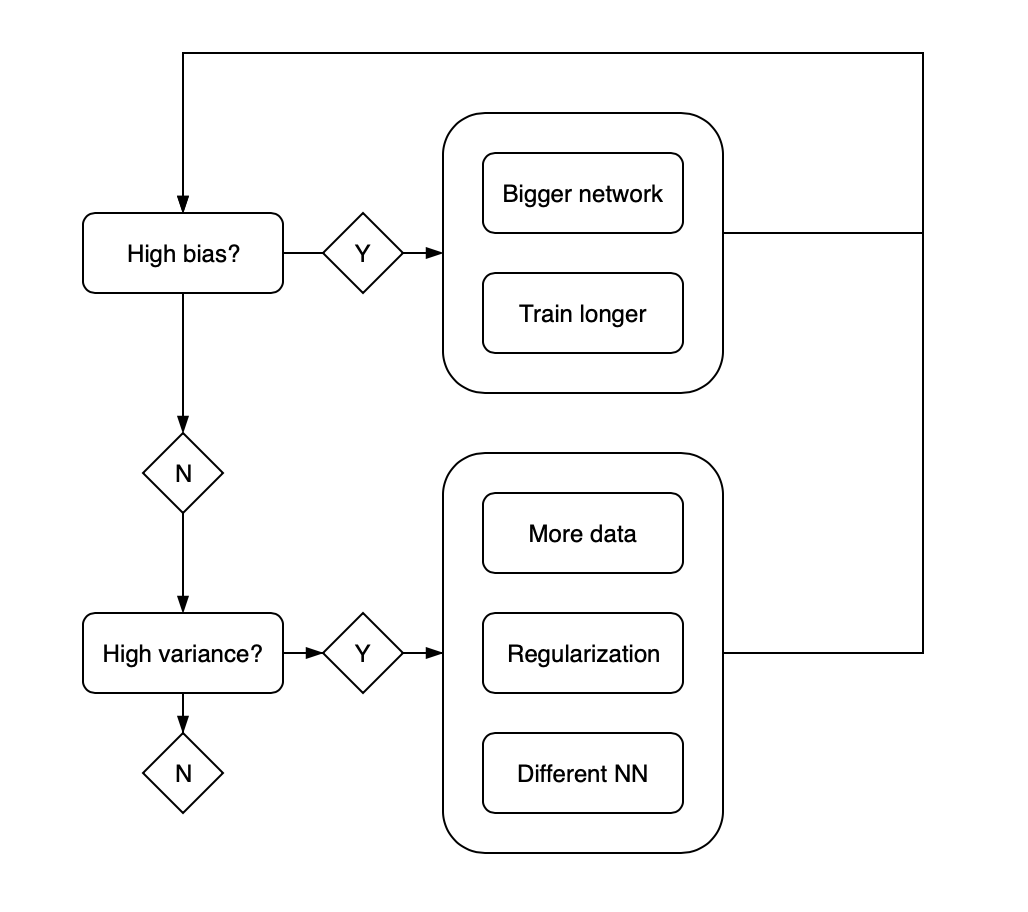 Bigger network
High bias?
Y
Train longer
N
More data
High variance?
Y
Regularization
N
Different NN